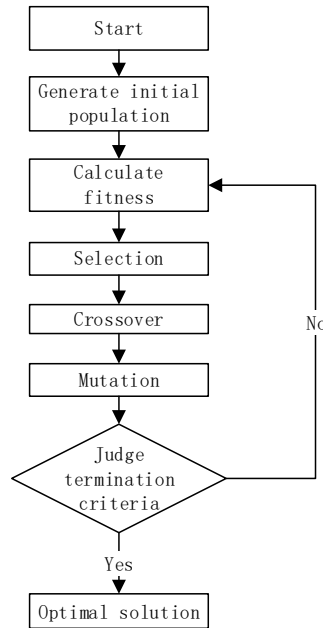 Start
Generate initial
population
Calculate
fitness
Selection
Crossover
Mutation
No
Judge
termination
criteria
Yes
Optimal solution